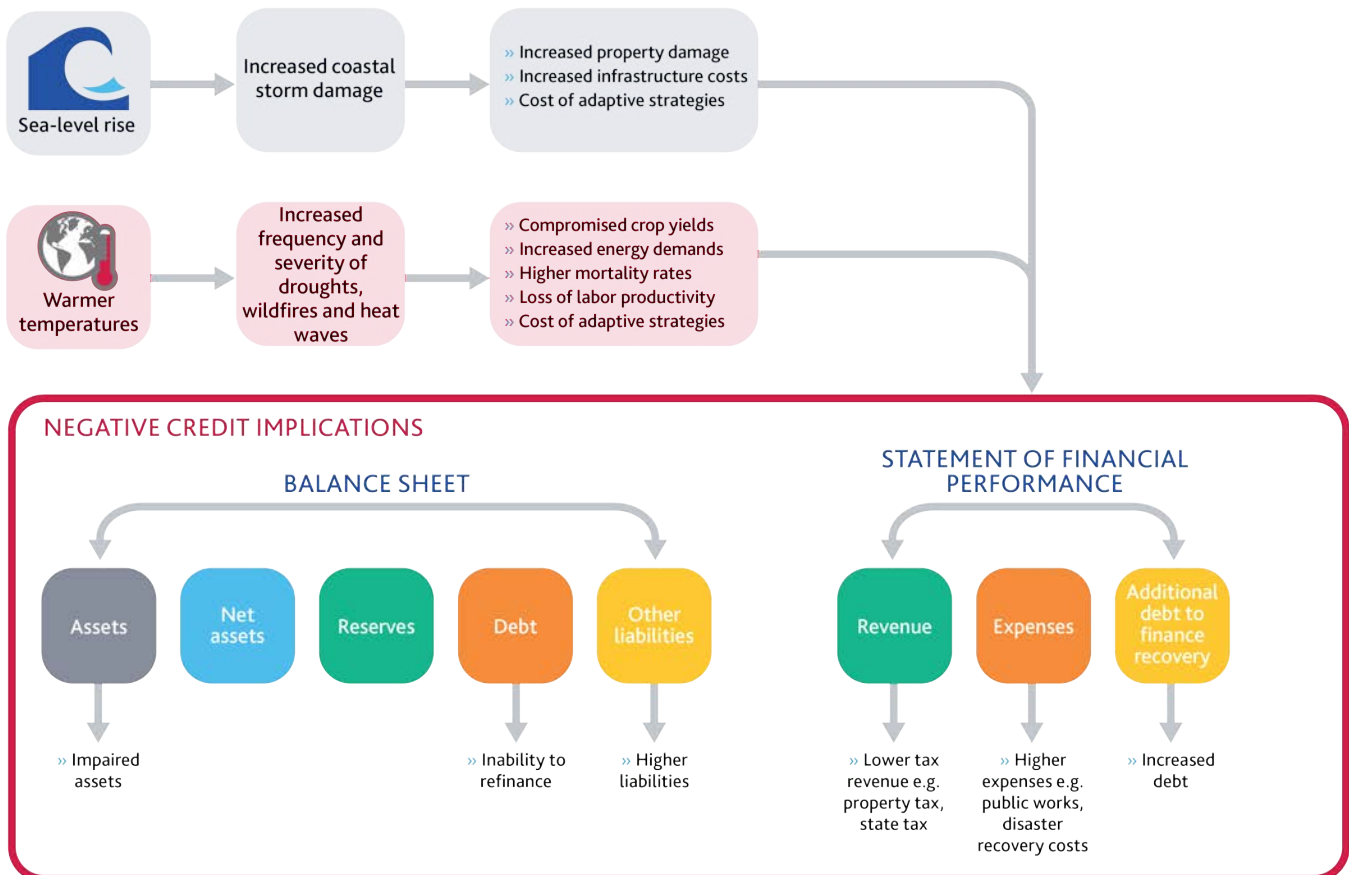 Sea-level rise
Increased coastal
storm damage
» Increased property damage
» Increased infrastructure costs
» Cost of adaptive strategies
Warmer
temperatures
Increased
frequency and
severity of
droughts,
wildfires and heat
waves
» Compromised crop yields
» Increased energy demands
» Higher mortality rates
» Loss of labor productivity
» Cost of adaptive strategies
NEGATIVE CREDIT IMPLICATIONS
BALANCE SHEET
Assets
Net
assets
Reserves
Debt
Other
liabilities
» Impaired
assets
» Inability to
refinance
» Higher
liabilities
STATEMENT OF FINANCIAL
PERFORMANCE
Revenue
Expenses
Additional
debt to
finance
recovery
» Lower tax
revenue e.g.
property tax,
state tax
» Higher
expenses e.g.
public works,
disaster
recovery costs
» Increased
debt